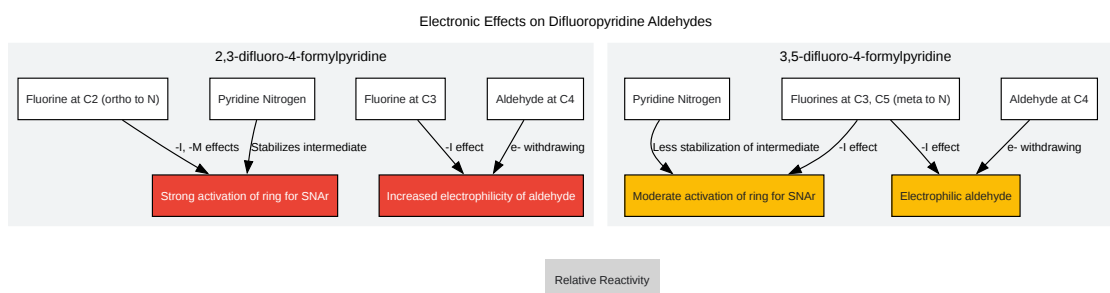 Electronic Effects on Difluoropyridine Aldehydes
2,3-difluoro-4-formylpyridine
Fluorine at C2 (ortho to N)
Pyridine Nitrogen
Fluorine at C3
Aldehyde at C4
-I, -M effects
Stabilizes intermediate
-I effect
e- withdrawing
Strong activation of ring for SNAr
Increased electrophilicity of aldehyde
3,5-difluoro-4-formylpyridine
Pyridine Nitrogen
Fluorines at C3, C5 (meta to N)
Aldehyde at C4
Less stabilization of intermediate
-I effect
-I effect
e- withdrawing
Moderate activation of ring for SNAr
Electrophilic aldehyde
Relative Reactivity